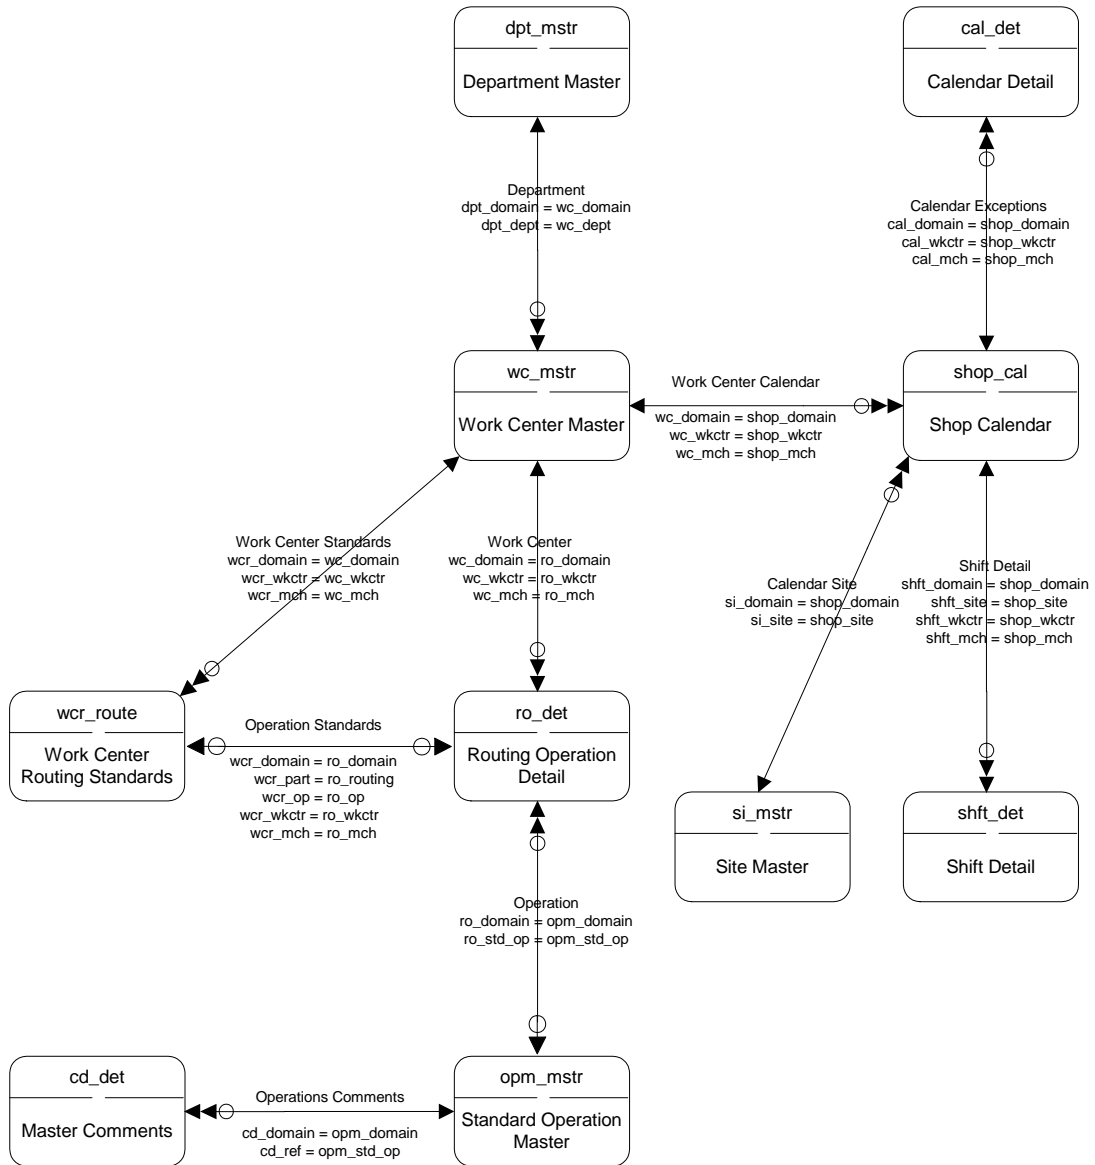 dpt_mstr
Department Master
cal_det
Calendar Detail
Department
dpt_domain = wc_domain
dpt_dept = wc_dept
Calendar Exceptions
cal_domain = shop_domain
cal_wkctr = shop_wkctr
cal_mch = shop_mch
wc_mstr
Work Center Master
Work Center Calendar
wc_domain = shop_domain
wc_wkctr = shop_wkctr
wc_mch = shop_mch
shop_cal
Shop Calendar
Work Center Standards
wcr_domain = wc_domain
wcr_wkctr = wc_wkctr
wcr_mch = wc_mch
Work Center
wc_domain = ro_domain
wc_wkctr = ro_wkctr
wc_mch = ro_mch
Calendar Site
si_domain = shop_domain
si_site = shop_site
Shift Detail
shft_domain = shop_domain
shft_site = shop_site
shft_wkctr = shop_wkctr
shft_mch = shop_mch
wcr_route
Work Center
Routing Standards
Operation Standards
wcr_domain = ro_domain
wcr_part = ro_routing
wcr_op = ro_op
wcr_wkctr = ro_wkctr
wcr_mch = ro_mch
ro_det
Routing Operation
Detail
si_mstr
Site Master
shft_det
Shift Detail
Operation
ro_domain = opm_domain
ro_std_op = opm_std_op
cd_det
Master Comments
Operations Comments
cd_domain = opm_domain
cd_ref = opm_std_op
opm_mstr
Standard Operation
Master